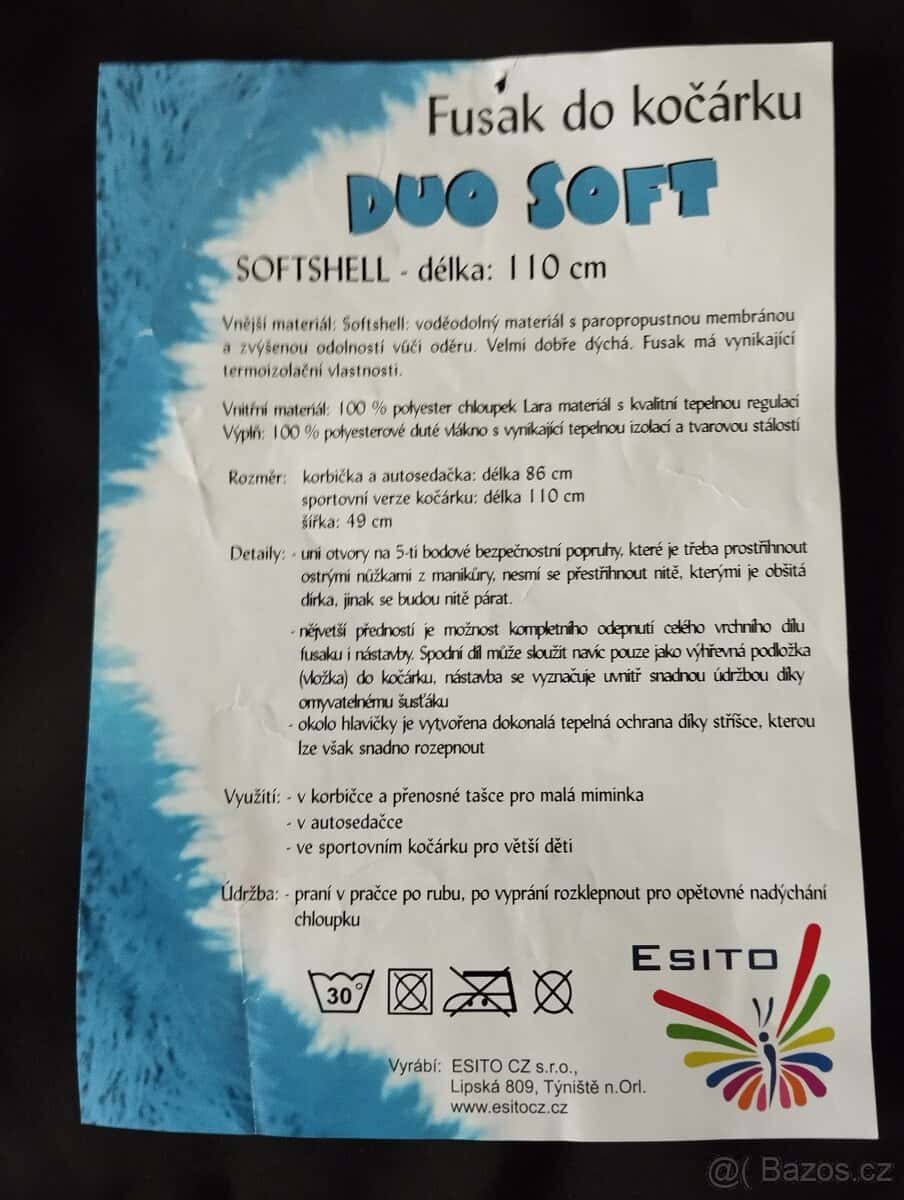 Fusak do kočárku
DUO SOFT
SOFTSHELL - délka: 110 cm
Vnější materiál: Softshell: voděodolný materiál s paropropustnou membránou
a zvýšenou odolností vůči oděru. Velmi dobře dýchá. Fusak má vynikající
termoizolační vlastnosti.
Vnitřní materiál: 100 % polyester chloupek Lara materiál s kvalitní tepelnou regulací
Výplň: 100 % polyesterové duté vlákno s vynikající tepelnou izolací a tvarovou stálostí
Rozměr: korbička a autosedačka: délka 86 cm
sportovní verze kočárku: délka 110 cm
šířka: 49 cm
Detaily: - uni otvory na 5-ti bodové bezpečnostní popruhy, které je třeba prostřihnout
ostrými nůžkami z manikůry, nesmí se přestřihnout nitě, kterými je obšitá
dírka, jinak se budou nitě párat.
- nějvetší předností je možnost kompletního odepnutí celého vrchního dílu
fusaku i nástavby. Spodní díl může sloužit navíc pouze jako výhřevná podložka
(vložka) do kočárku, nástavba se vyznačuje uvnitř snadnou údržbou díky
omyvatelnému šusťáku
- okolo hlavičky je vytvořena dokonalá tepelná ochrana díky stříšce, kterou
lze však snadno rozepnout
Využití: - v korbičce a přenosné tašce pro malá miminka
- v autosedačce
- ve sportovním kočárku pro větší děti
Údržba: - praní v pračce po rubu, po vyprání rozklepnout pro opětovné nadýchání
chloupku
30°
ESITO
Vyrábí: ESITO CZ s.r.o.,
Lipská 809, Týniště n.Orl.
www.esitocz.cz
@( Bazos.cz